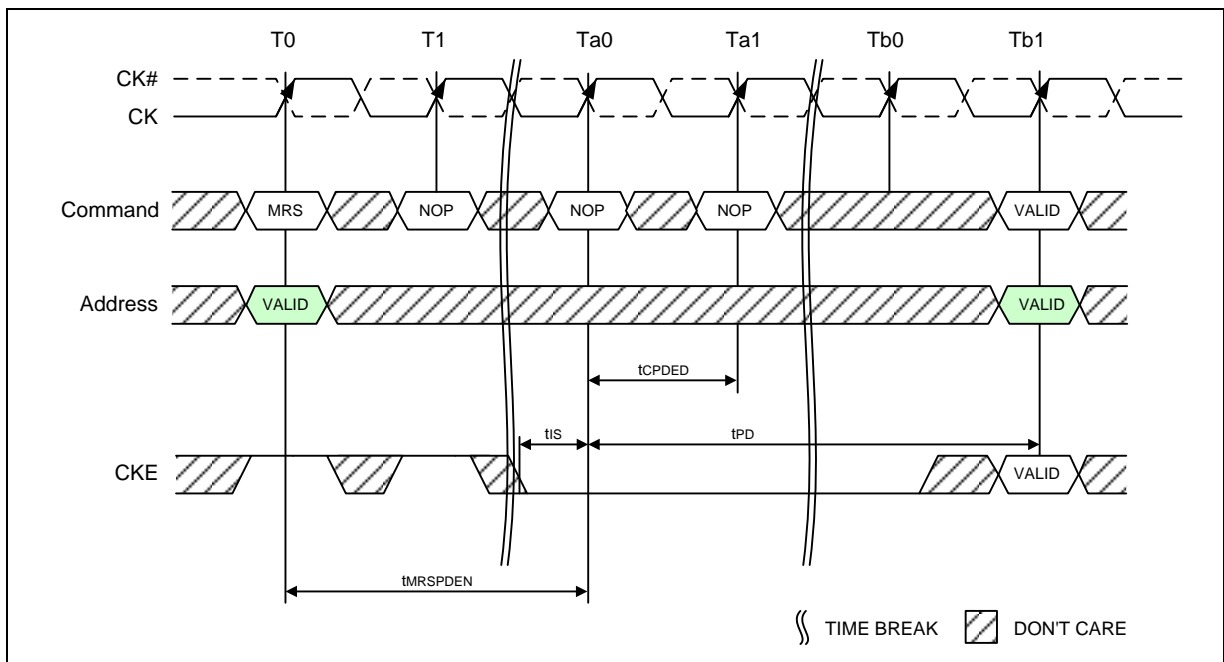 T0 T1 Ta0 Ta1 Tb0 Tb1
CK#
CK
Command MRS NOP NOP NOP VALID
Address VALID VALID
tCPDED
tIS tPD
CKE VALID
tMRSPDEN
TIME BREAK DON'T CARE